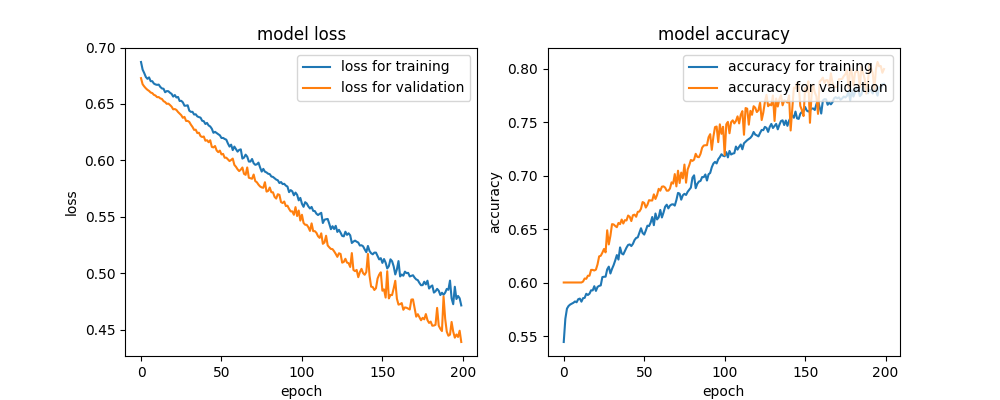 model loss
loss for training
loss for validation
0.70
0.65
0.60
0.55
0.50
0.45
loss
0
50
100
150
200
epoch
model accuracy
accuracy for training
accuracy for validation
0.80
0.75
0.70
0.65
0.60
0.55
accuracy
0
50
100
150
200
epoch